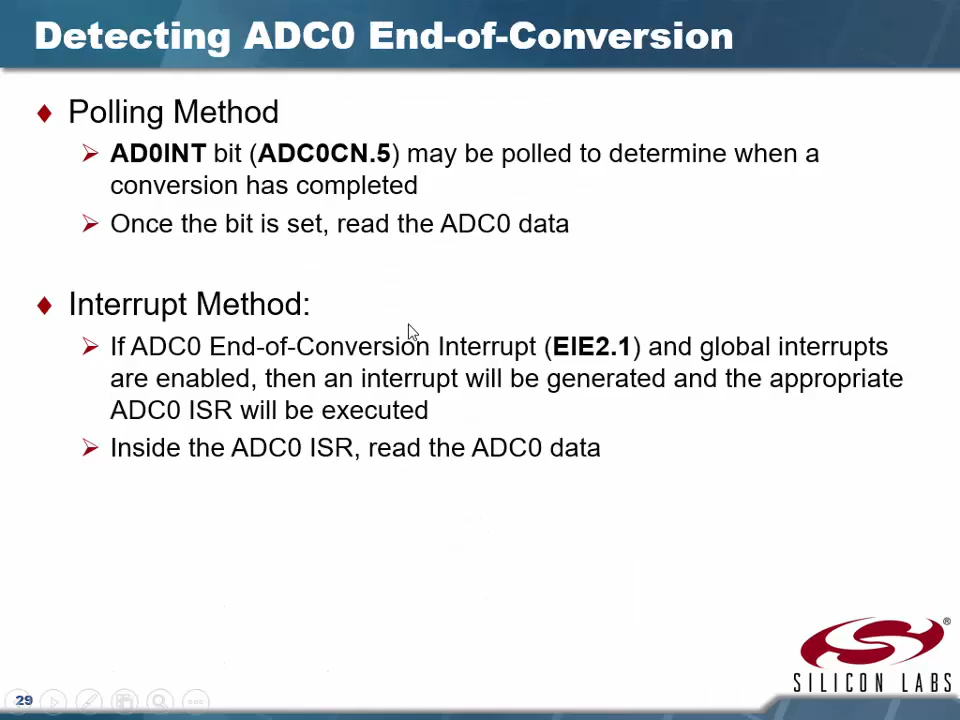 Detecting ADC0 End-of-Conversion
Polling Method
AD0INT bit (ADC0CN.5) may be polled to determine when a
conversion has completed
Once the bit is set, read the ADC0 data
Interrupt Method:
If ADC0 End-of-Conversion Interrupt (EIE2.1) and global interrupts
are enabled, then an interrupt will be generated and the appropriate
ADC0 ISR will be executed
Inside the ADC0 ISR, read the ADC0 data
®
SILICON LABS
29